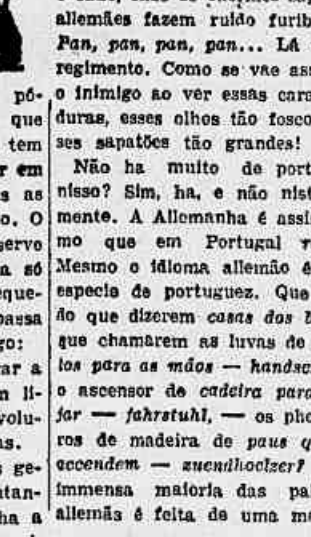 allemães fazem ruido furib
Pan, pan, pan, pan... Lá
regimento. Como se vae ass
o inimigo ao ver essas cara
duras, esses olhos tão fosco
ses sapatões tão grandes!
Não ha muito de port
nisso? Sim, ha, e não nist
mente. A Allemanha é assi
mo que em Portugal
Mesmo o idioma allemão é
especie de portuguez. Que
do que dizerem casas dos
que chamarem as luvas de
tos para as mãos — handsc
o ascensor de cadeira para
jar — fahrstuhl, — os pho
ros de madeira de paus q
accendem — zuendhoelzer?
immensa maioria das pa
allemãs é feita de uma me
pó-
que
tem
r em
s as
o. O
servo
a só
eque-
passa
go:
ar a
n li-
volu-
as.
s ge-
tan-
ha a